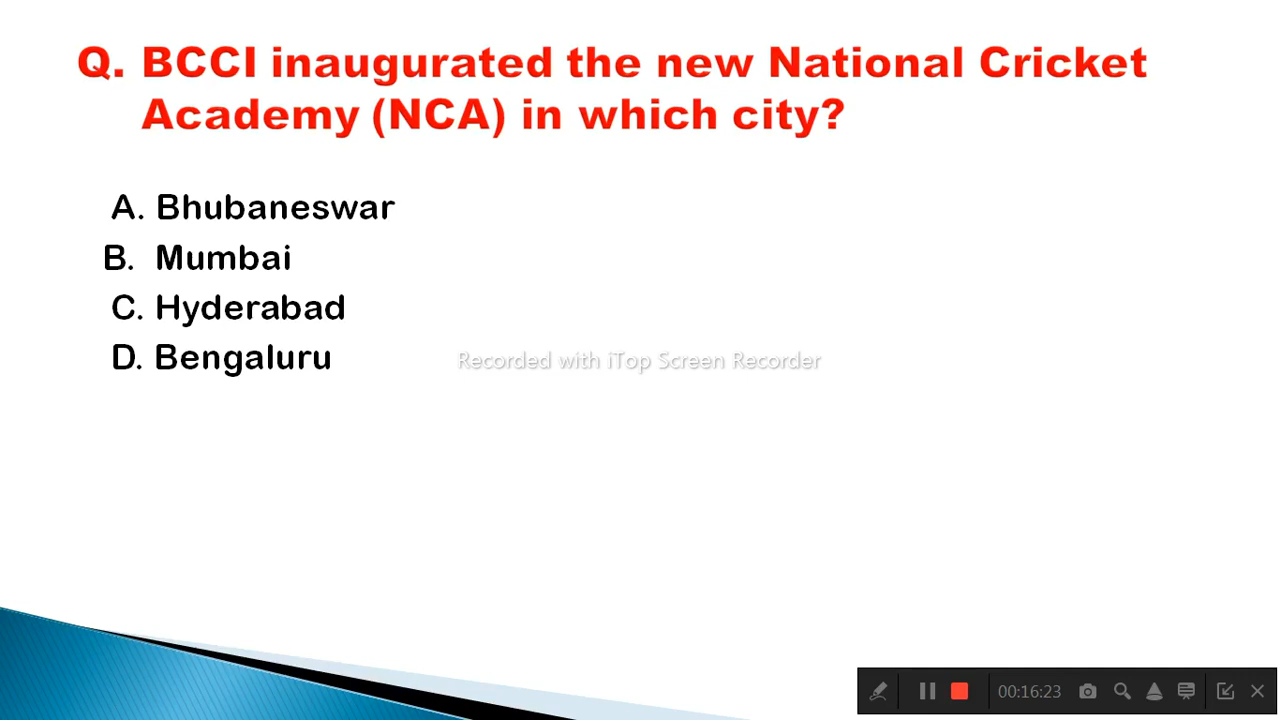 Q. BCCI inaugurated the new National Cricket
Academy (NCA) in which city?
A. Bhubaneswar
B. Mumbai
C. Hyderabad
D. Bengaluru
Recorded with iTop Screen Recorder
00:16:23